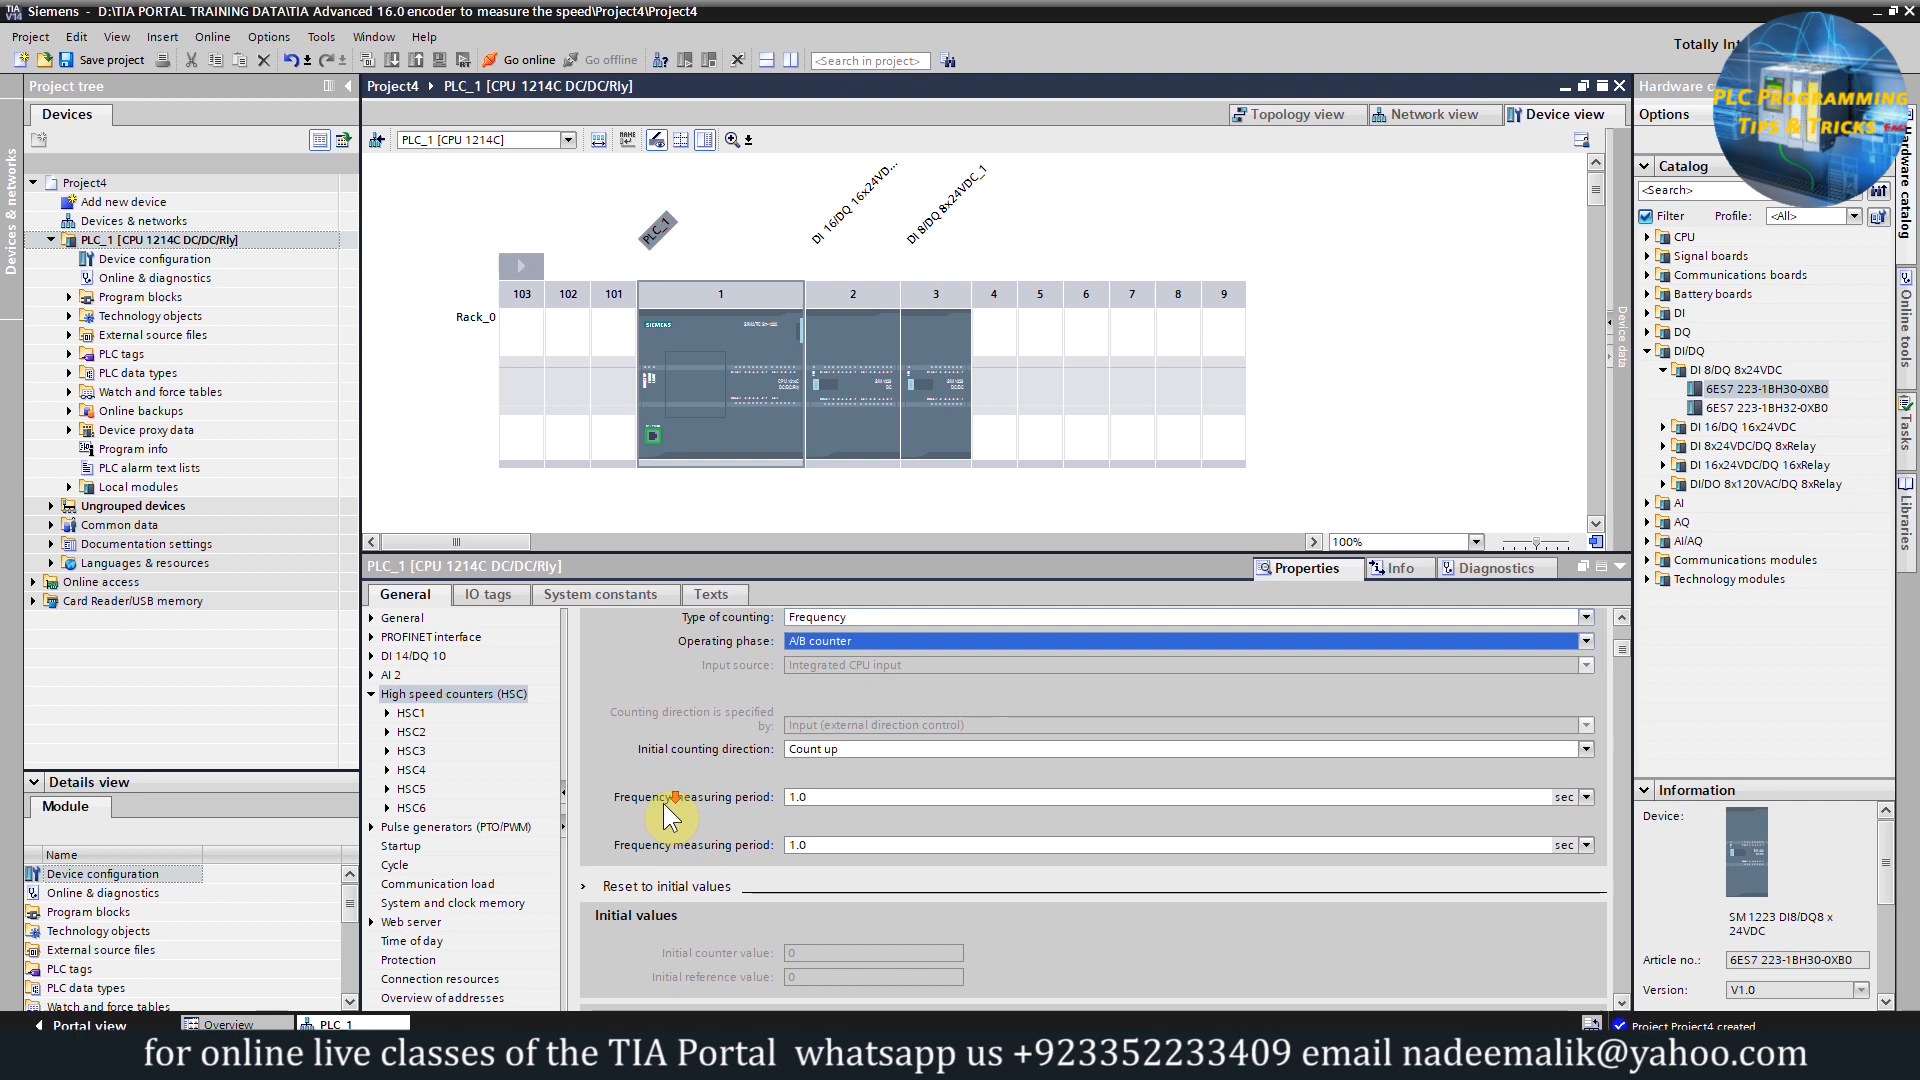 Siemens - D:\TIA PORTAL TRAINING DATA\TIA Advanced 16.0 encoder to measure the speed\Project4\Project4
Project Edit View Insert Online Options Tools Window Help
Totally Int
Save project
Go online
Go offline
<Search in project>
Project tree
Devices
Devices & networks
Project4
Add new device
Devices & networks
PLC_1 [CPU 1214C DC/DC/Rly]
Device configuration
Online & diagnostics
Program blocks
Technology objects
External source files
PLC tags
PLC data types
Watch and force tables
Online backups
Device proxy data
Program info
PLC alarm text lists
Local modules
Ungrouped devices
Common data
Documentation settings
Languages & resources
Online access
Card Reader/USB memory
Details view
Module
Name
Device configuration
Online & diagnostics
Program blocks
Technology objects
External source files
PLC tags
PLC data types
Watch and force tables
Project4 PLC_1 [CPU 1214C DC/DC/Rly]
Topology view
Network view
Device view
PLC_1 [CPU 1214C]
PLC_1
DI 16/DQ 16x24VD...
DI 8/DQ 8x24VDC_1
103 102 101 1 2 3 4 5 6 7 8 9
Rack_0
SIEMENS
100%
Device data
PLC_1 [CPU 1214C DC/DC/Rly]
Properties
Info
Diagnostics
General
IO tags
System constants
Texts
General
PROFINET interface
DI 14/DQ 10
AI 2
High speed counters (HSC)
HSC1
HSC2
HSC3
HSC4
HSC5
HSC6
Pulse generators (PTO/PWM)
Startup
Cycle
Communication load
System and clock memory
Web server
Time of day
Protection
Connection resources
Overview of addresses
Type of counting: Frequency
Operating phase: A/B counter
Input source: Integrated CPU input
Counting direction is specified
by: Input (external direction control)
Initial counting direction: Count up
Frequency measuring period: 1.0 sec
Frequency measuring period: 1.0 sec
Reset to initial values
Initial values
Initial counter value: 0
Initial reference value: 0
Hardware c
PLC PROGRAMMING
TIPS & TRICKS
Options
Catalog
<Search>
Filter Profile: <All>
CPU
Signal boards
Communications boards
Battery boards
DI
DQ
DI/DQ
DI 8/DQ 8x24VDC
6ES7 223-1BH30-0XB0
6ES7 223-1BH32-0XB0
DI 16/DQ 16x24VDC
DI 8x24VDC/DQ 8xRelay
DI 16x24VDC/DQ 16xRelay
DI/DO 8x120VAC/DQ 8xRelay
AI
AQ
AI/AQ
Communications modules
Technology modules
Information
Device:
SM 1223 DI8/DQ8 x
24VDC
Article no.: 6ES7 223-1BH30-0XB0
Version: V1.0
Hardware catalog
Online tools
Tasks
Libraries
Portal view
Overview
PLC_1
Project Project4 created
for online live classes of the TIA Portal whatsapp us +923352233409 email nadeemalik@yahoo.com